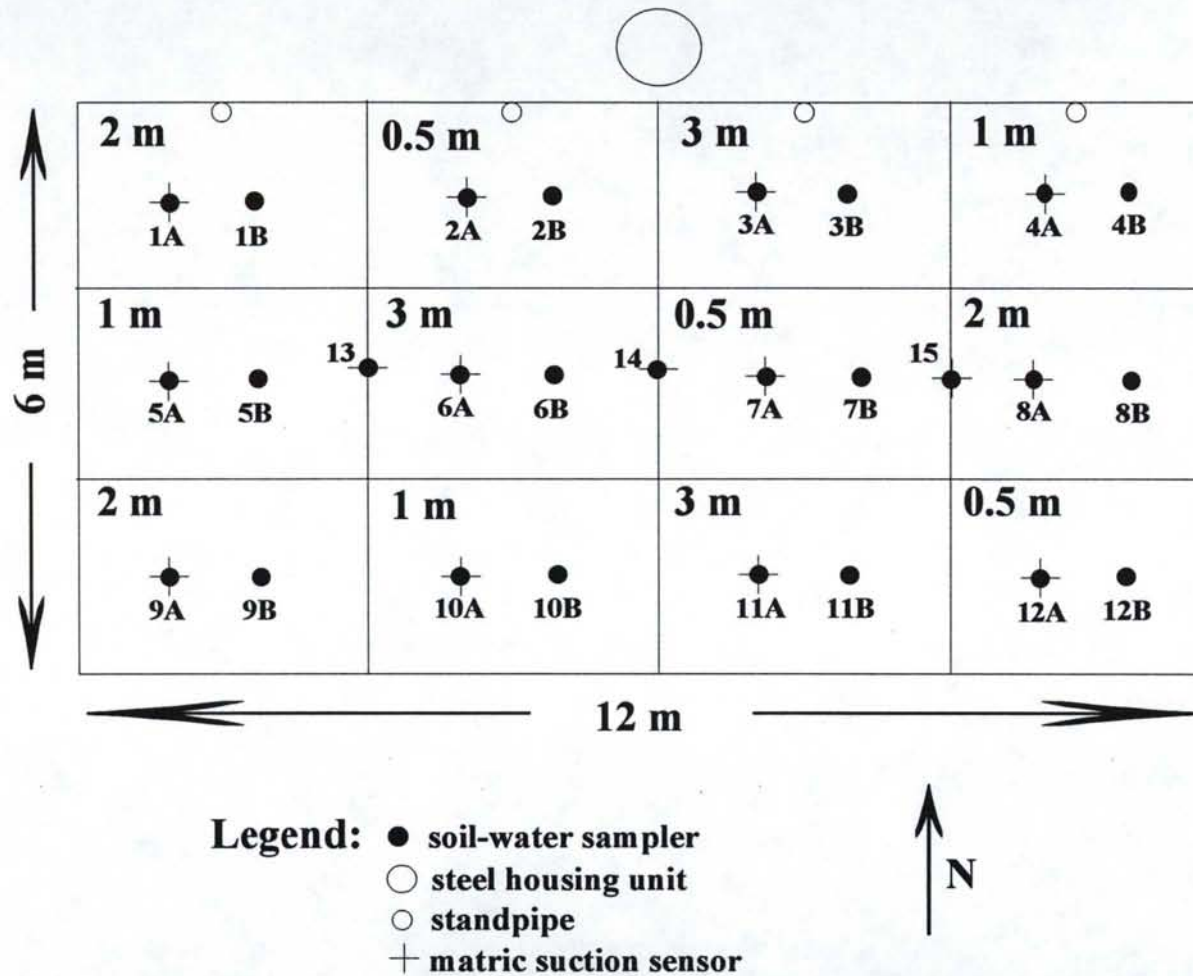 2 m 0.5 m 3 m 1 m
1A 1B 2A 2B 3A 3B 4A 4B
1 m 3 m 0.5 m 2 m
13 14 15
5A 5B 6A 6B 7A 7B 8A 8B
6 m
2 m 1 m 3 m 0.5 m
9A 9B 10A 10B 11A 11B 12A 12B
12 m
Legend: soil-water sampler
steel housing unit
standpipe
matric suction sensor
N